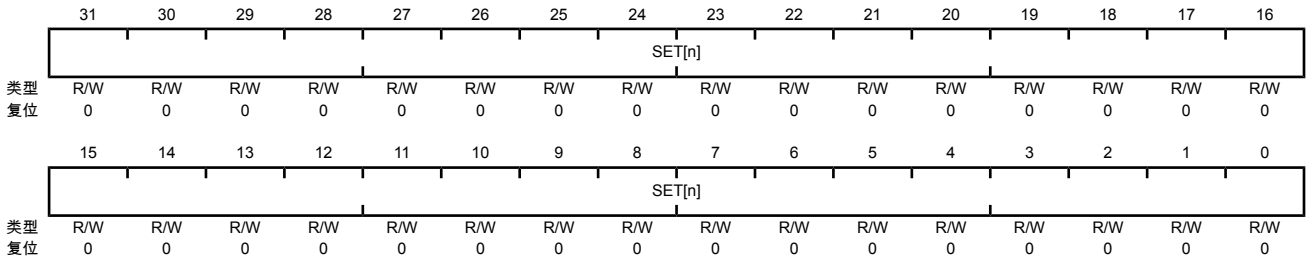 31 30 29 28 27 26 25 24 23 22 21 20 19 18 17 16
SET[n]
类型 R/W R/W R/W R/W R/W R/W R/W R/W R/W R/W R/W R/W R/W R/W R/W R/W
复位 0 0 0 0 0 0 0 0 0 0 0 0 0 0 0 0
15 14 13 12 11 10 9 8 7 6 5 4 3 2 1 0
SET[n]
类型 R/W R/W R/W R/W R/W R/W R/W R/W R/W R/W R/W R/W R/W R/W R/W R/W
复位 0 0 0 0 0 0 0 0 0 0 0 0 0 0 0 0